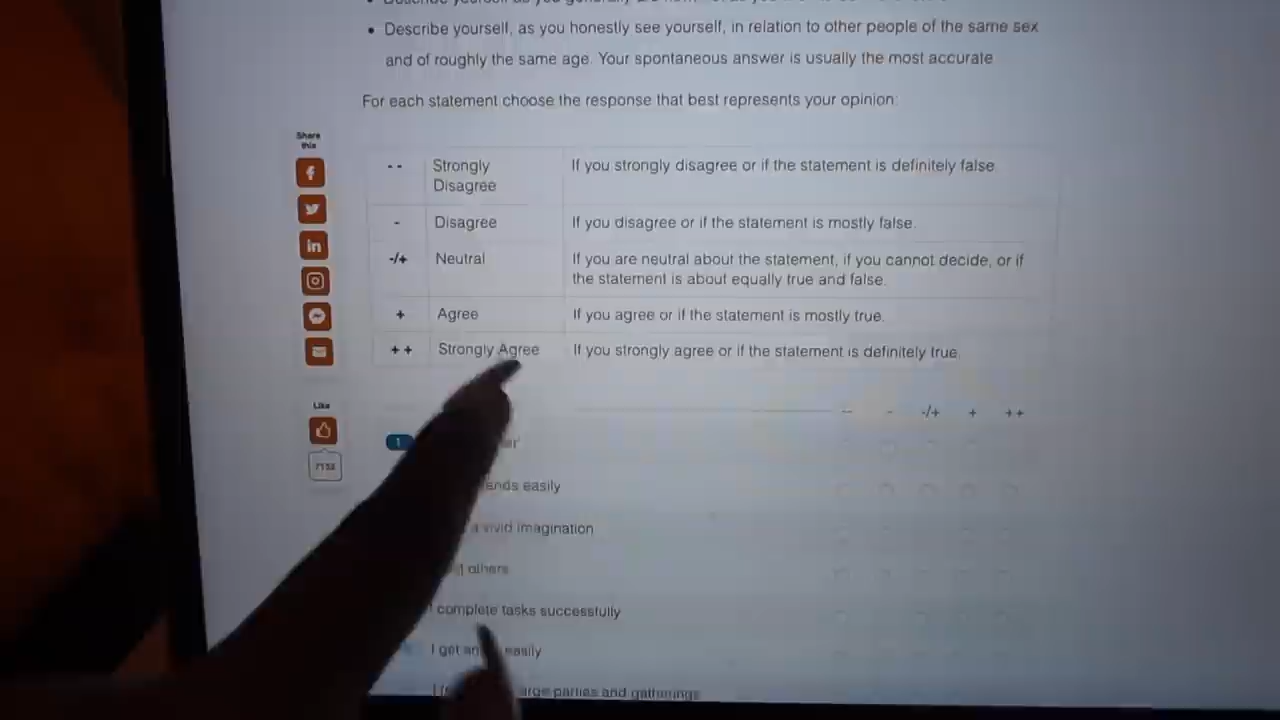 • Describe yourself, as you honestly see yourself, in relation to other people of the same sex
and of roughly the same age. Your spontaneous answer is usually the most accurate
For each statement choose the response that best represents your opinion:
Share
this
-- Strongly Disagree If you strongly disagree or if the statement is definitely false
- Disagree If you disagree or if the statement is mostly false.
-/+ Neutral If you are neutral about the statement, if you cannot decide, or if
the statement is about equally true and false.
+ Agree If you agree or if the statement is mostly true.
++ Strongly Agree If you strongly agree or if the statement is definitely true.
Like
-- - -/+ + ++
1
easily
a vivid imagination
others
I complete tasks successfully
I get easily
parties and gatherings